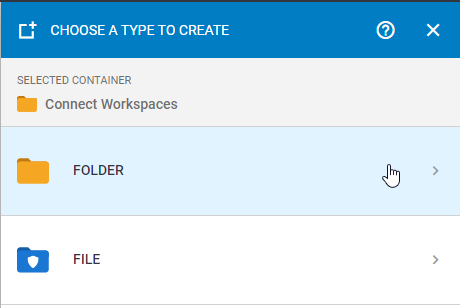 CHOOSE A TYPE TO CREATE
SELECTED CONTAINER
Connect Workspaces
FOLDER
FILE